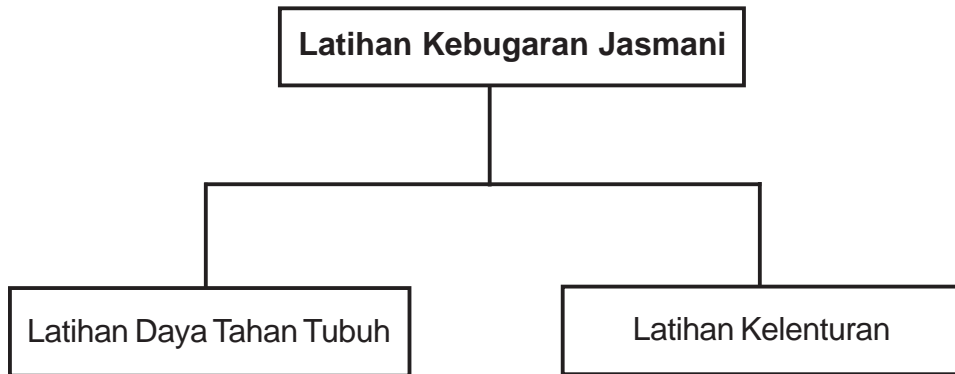 Latihan Kebugaran Jasmani
Latihan Daya Tahan Tubuh
Latihan Kelenturan